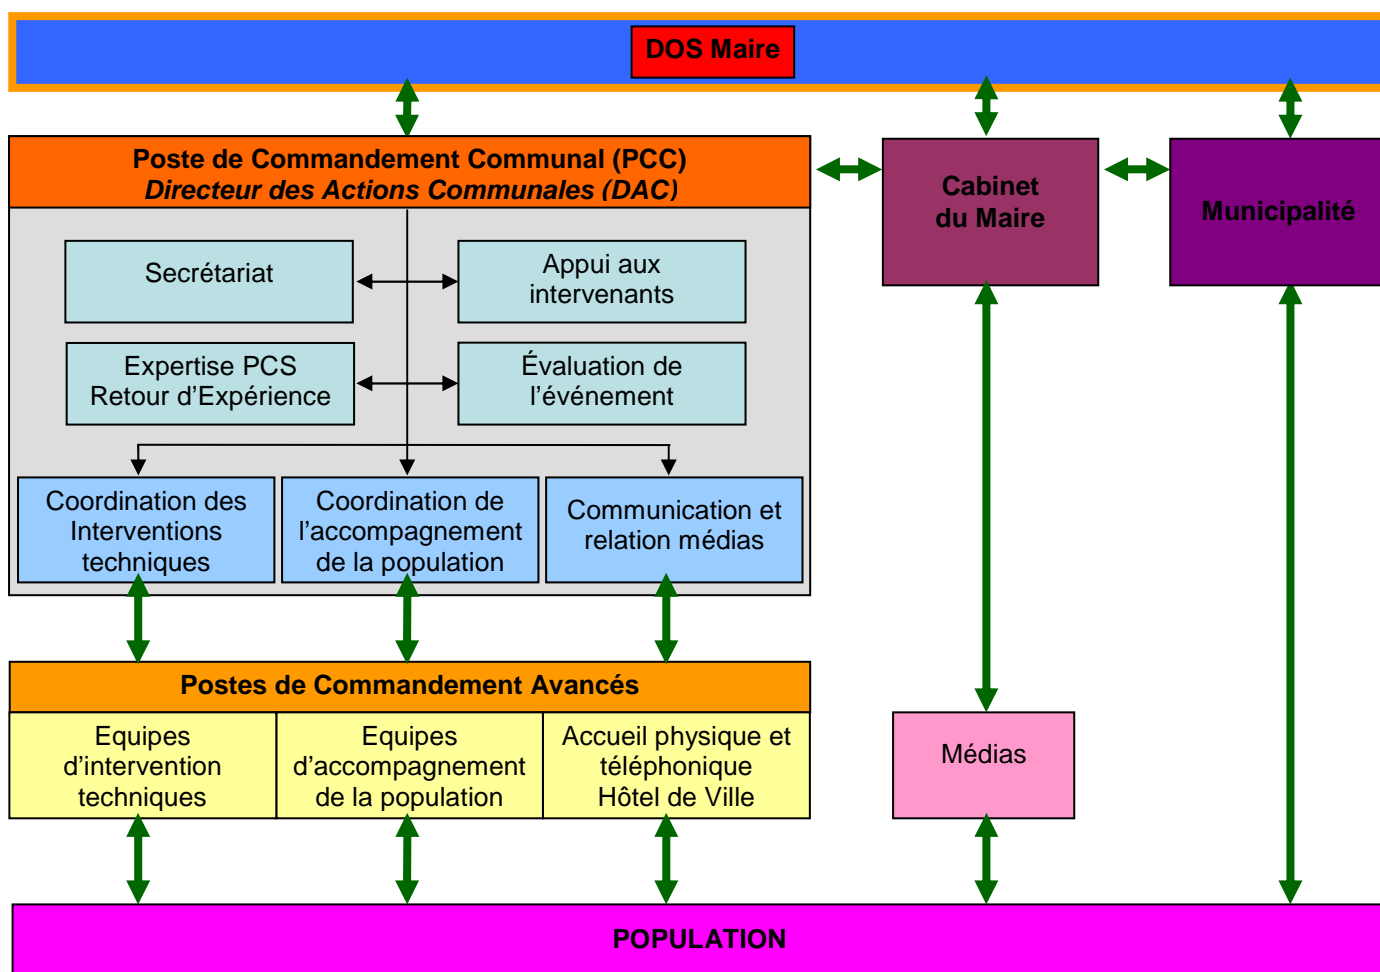 DOS Maire
Poste de Commandement Communal (PCC)
Directeur des Actions Communales (DAC)
Cabinet
du Maire
Municipalité
Secrétariat
Appui aux
intervenants
Expertise PCS
Retour d’Expérience
Évaluation de
l’événement
Coordination des
Interventions
techniques
Coordination de
l’accompagnement
de la population
Communication et
relation médias
Postes de Commandement Avancés
Equipes
d’intervention
techniques
Equipes
d’accompagnement
de la population
Accueil physique et
téléphonique
Hôtel de Ville
Médias
POPULATION